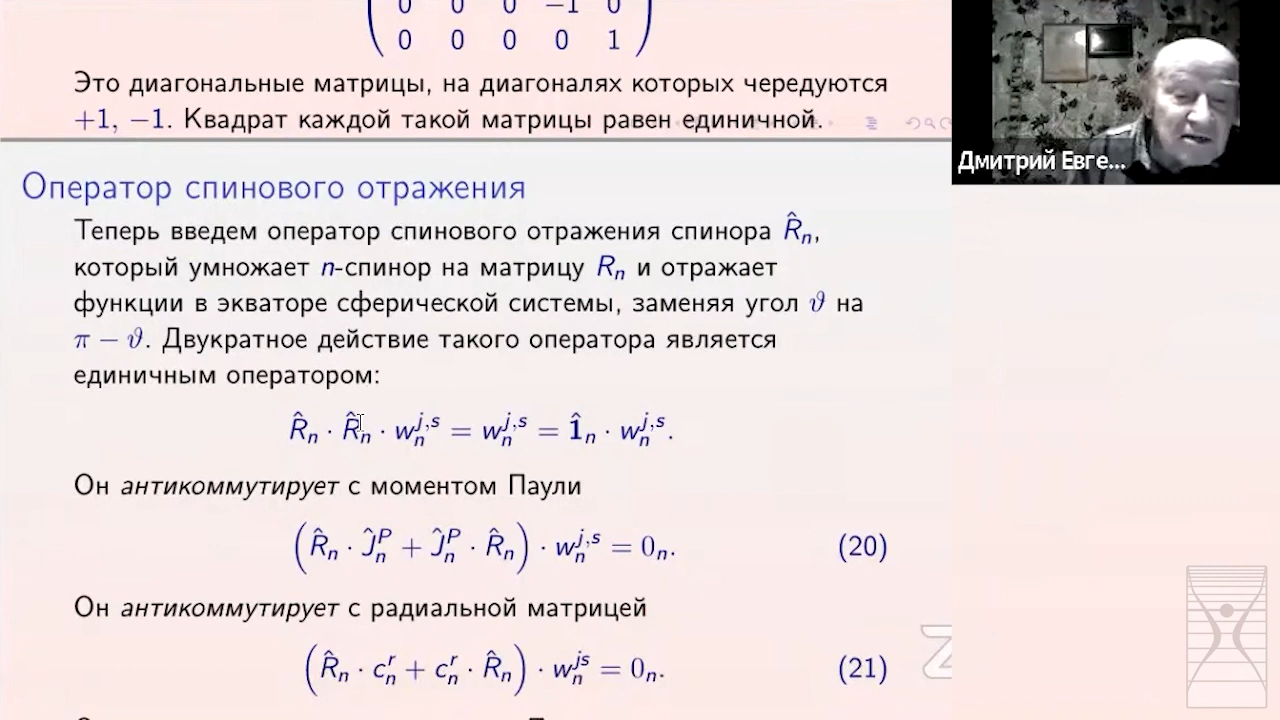 0 0 0 −1 0
0 0 0 0 1
Это диагональные матрицы, на диагоналях которых чередуются
+1, −1. Квадрат каждой такой матрицы равен единичной.
Дмитрий Евге...
Оператор спинового отражения
Теперь введем оператор спинового отражения спинора R̂ₙ,
который умножает n-спинор на матрицу Rₙ и отражает
функции в экваторе сферической системы, заменяя угол ϑ на
π − ϑ. Двукратное действие такого оператора является
единичным оператором:
R̂ₙ · R̂ₙ · wₙ^{j,s} = wₙ^{j,s} = 1̂ₙ · wₙ^{j,s}.
Он антикоммутирует с моментом Паули
(R̂ₙ · Ĵₙ^P + Ĵₙ^P · R̂ₙ) · wₙ^{j,s} = 0ₙ. (20)
Он антикоммутирует с радиальной матрицей
(R̂ₙ · cₙ^r + cₙ^r · R̂ₙ) · wₙ^{js} = 0ₙ. (21)